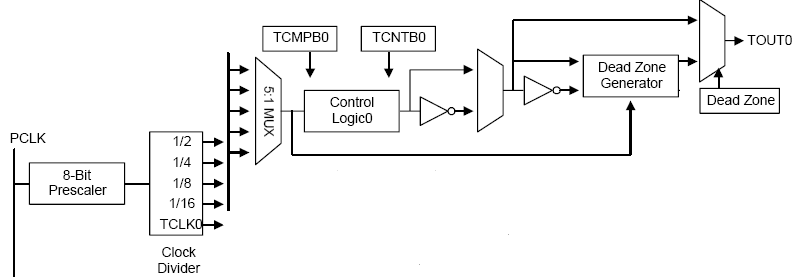 TCMPB0
TCNTB0
TOUT0
5:1 MUX
Control
Logic0
Dead Zone
Generator
Dead Zone
PCLK
8-Bit
Prescaler
1/2
1/4
1/8
1/16
TCLK0
Clock
Divider